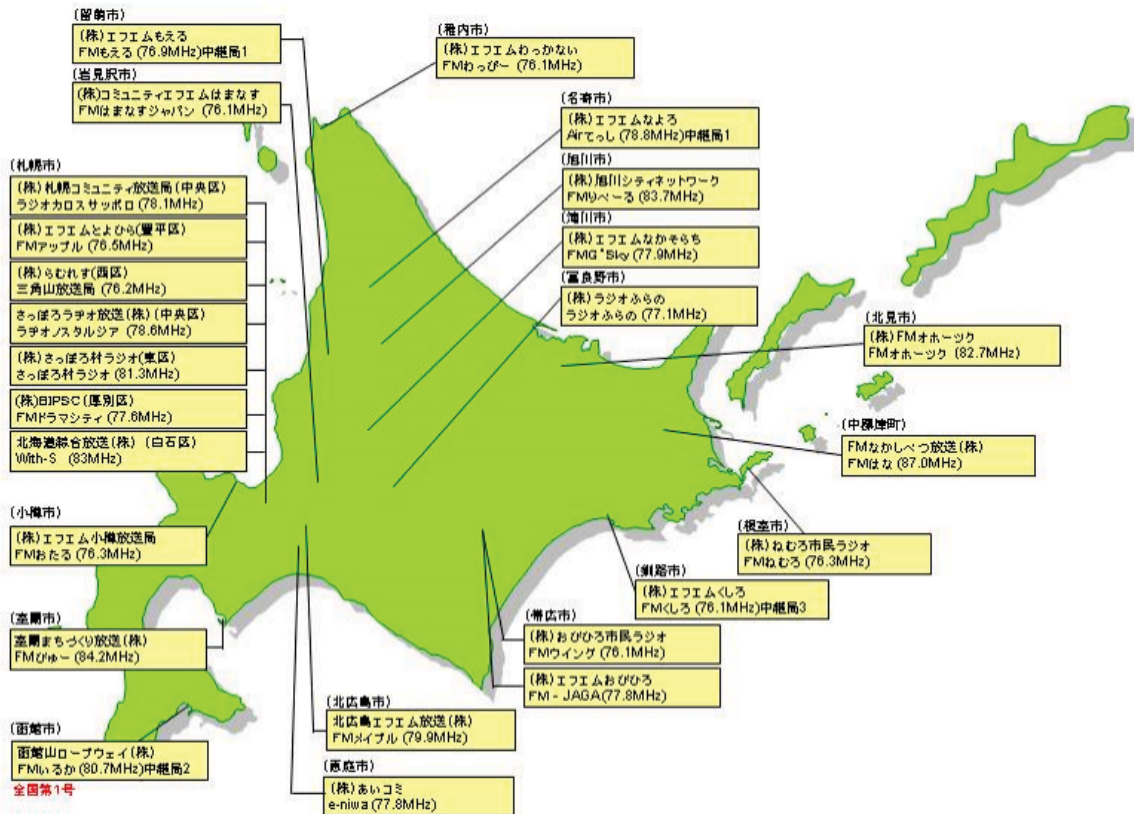 (留萌市)
(株)エフエムもえる
FMもえる (76.9MHz)中継局1
(岩見沢市)
(株)コミュニティエフエムはまなす
FMはまなすジャパン (76.1MHz)
(札幌市)
(株)札幌コミュニティ放送局(中央区)
ラジオカロスサッポロ (78.1MHz)
(株)エフエムとよひら(豊平区)
FMアップル (76.5MHz)
(株)らむれす(西区)
三角山放送局 (76.2MHz)
さっぽろラヂオ放送(株) (中央区)
ラヂオノスタルジア (78.6MHz)
(株)さっぽろ村ラジオ(東区)
さっぽろ村ラジオ (81.3MHz)
(株)BIPSC(厚別区)
FMドラマシティ (77.6MHz)
北海道綜合放送(株) (白石区)
With-S (83MHz)
(小樽市)
(株)エフエム小樽放送局
FMおたる (76.3MHz)
(室蘭市)
室蘭まちづくり放送(株)
FMびゅー (84.2MHz)
(函館市)
函館山ロープウェイ(株)
FMいるか (80.7MHz)中継局2
全国第1号
(稚内市)
(株)エフエムわっかない
FMわっぴー (76.1MHz)
(名寄市)
(株)エフエムなよろ
Airてっし (78.8MHz)中継局1
(旭川市)
(株)旭川シティネットワーク
FMりべーる (83.7MHz)
(滝川市)
(株)エフエムなかそらち
FMG'Sky (77.9MHz)
(富良野市)
(株)ラジオふらの
ラジオふらの (77.1MHz)
(北見市)
(株)FMオホーツク
FMオホーツク (82.7MHz)
(中標津町)
FMなかしべつ放送(株)
FMはな (87.0MHz)
(根室市)
(株)ねむろ市民ラジオ
FMねむろ (76.3MHz)
(釧路市)
(株)エフエムくしろ
FMくしろ (76.1MHz)中継局3
(帯広市)
(株)おびひろ市民ラジオ
FMウイング (76.1MHz)
(株)エフエムおびひろ
FM-JAGA(77.8MHz)
(北広島市)
北広島エフエム放送(株)
FMメイプル (79.9MHz)
(恵庭市)
(株)あいコミ
e-niwa (77.8MHz)